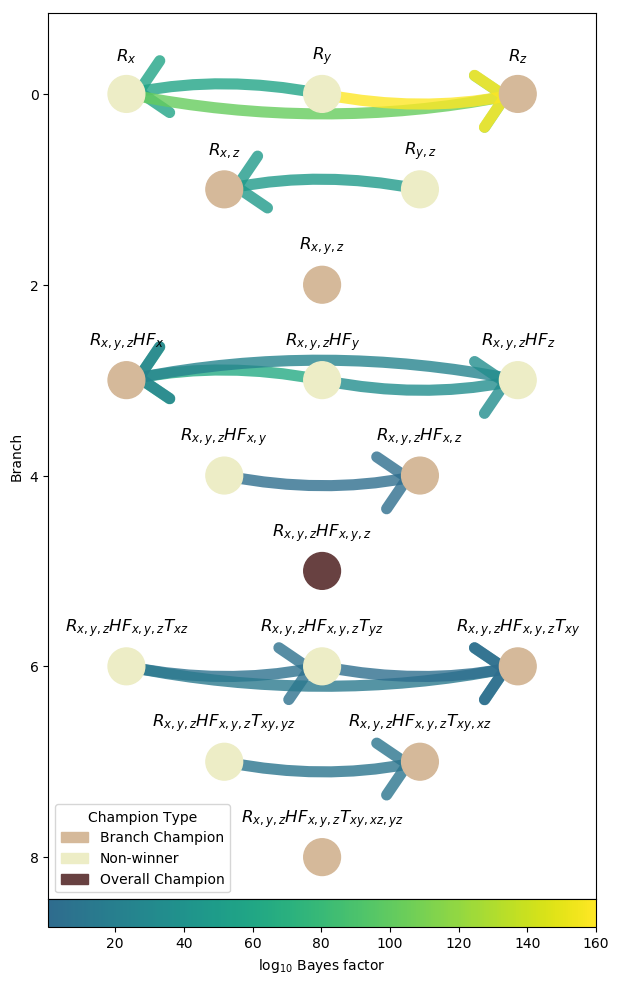 R_x R_y R_z
0
R_{x,z} R_{y,z}
R_{x,y,z}
2
R_{x,y,z}HF_x R_{x,y,z}HF_y R_{x,y,z}HF_z
Branch
R_{x,y,z}HF_{x,y} R_{x,y,z}HF_{x,z}
4
R_{x,y,z}HF_{x,y,z}
R_{x,y,z}HF_{x,y,z}T_{xz} R_{x,y,z}HF_{x,y,z}T_{yz} R_{x,y,z}HF_{x,y,z}T_{xy}
6
R_{x,y,z}HF_{x,y,z}T_{xy,yz} R_{x,y,z}HF_{x,y,z}T_{xy,xz}
R_{x,y,z}HF_{x,y,z}T_{xy,xz,yz}
8
Champion Type
Branch Champion
Non-winner
Overall Champion
20 40 60 80 100 120 140 160
log_{10} Bayes factor